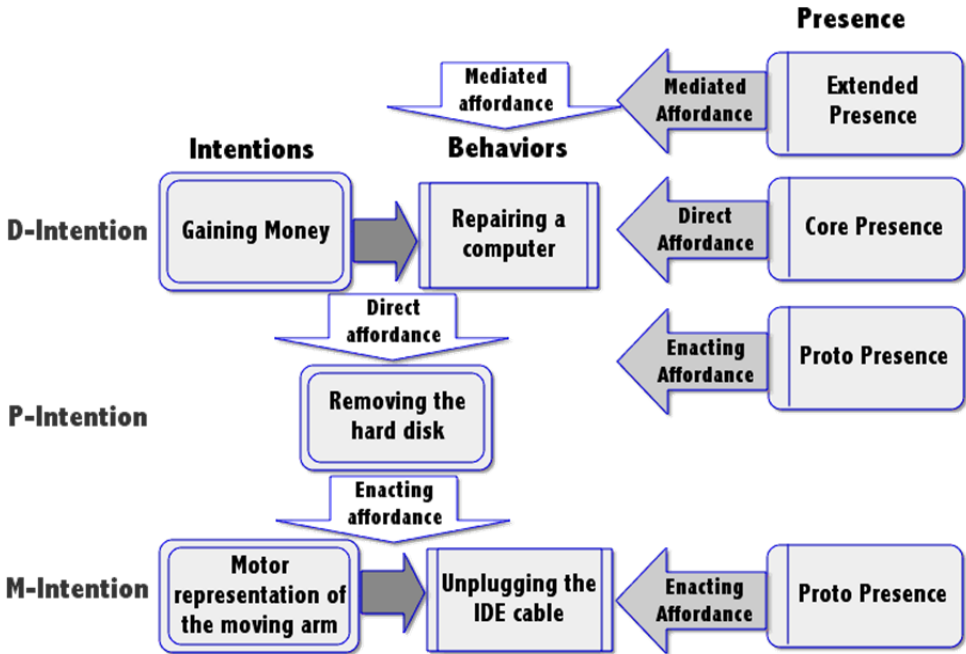 Presence
Mediated
affordance
Mediated
Affordance
Extended
Presence
Intentions
Behaviors
D-Intention
Gaining Money
Repairing a
computer
Direct
Affordance
Core Presence
Direct
affordance
Enacting
Affordance
Proto Presence
P-Intention
Removing the
hard disk
Enacting
affordance
M-Intention
Motor
representation of
the moving arm
Unplugging the
IDE cable
Enacting
Affordance
Proto Presence